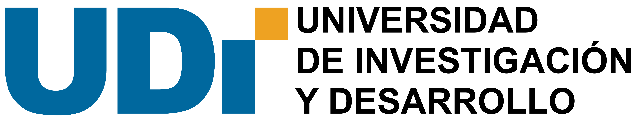 UDi
UNIVERSIDAD
DE INVESTIGACIÓN
Y DESARROLLO